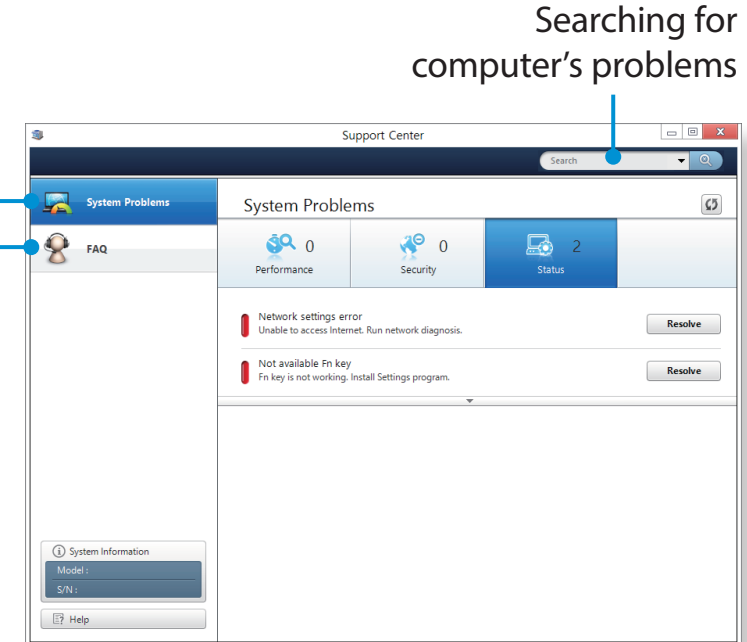 Searching for
computer’s problems
Support Center
Search
System Problems
FAQ
System Problems
0
Performance
0
Security
2
Status
Network settings error
Unable to access Internet. Run network diagnosis.
Resolve
Not available Fn key
Fn key is not working. Install Settings program.
Resolve
System Information
Model :
S/N :
Help